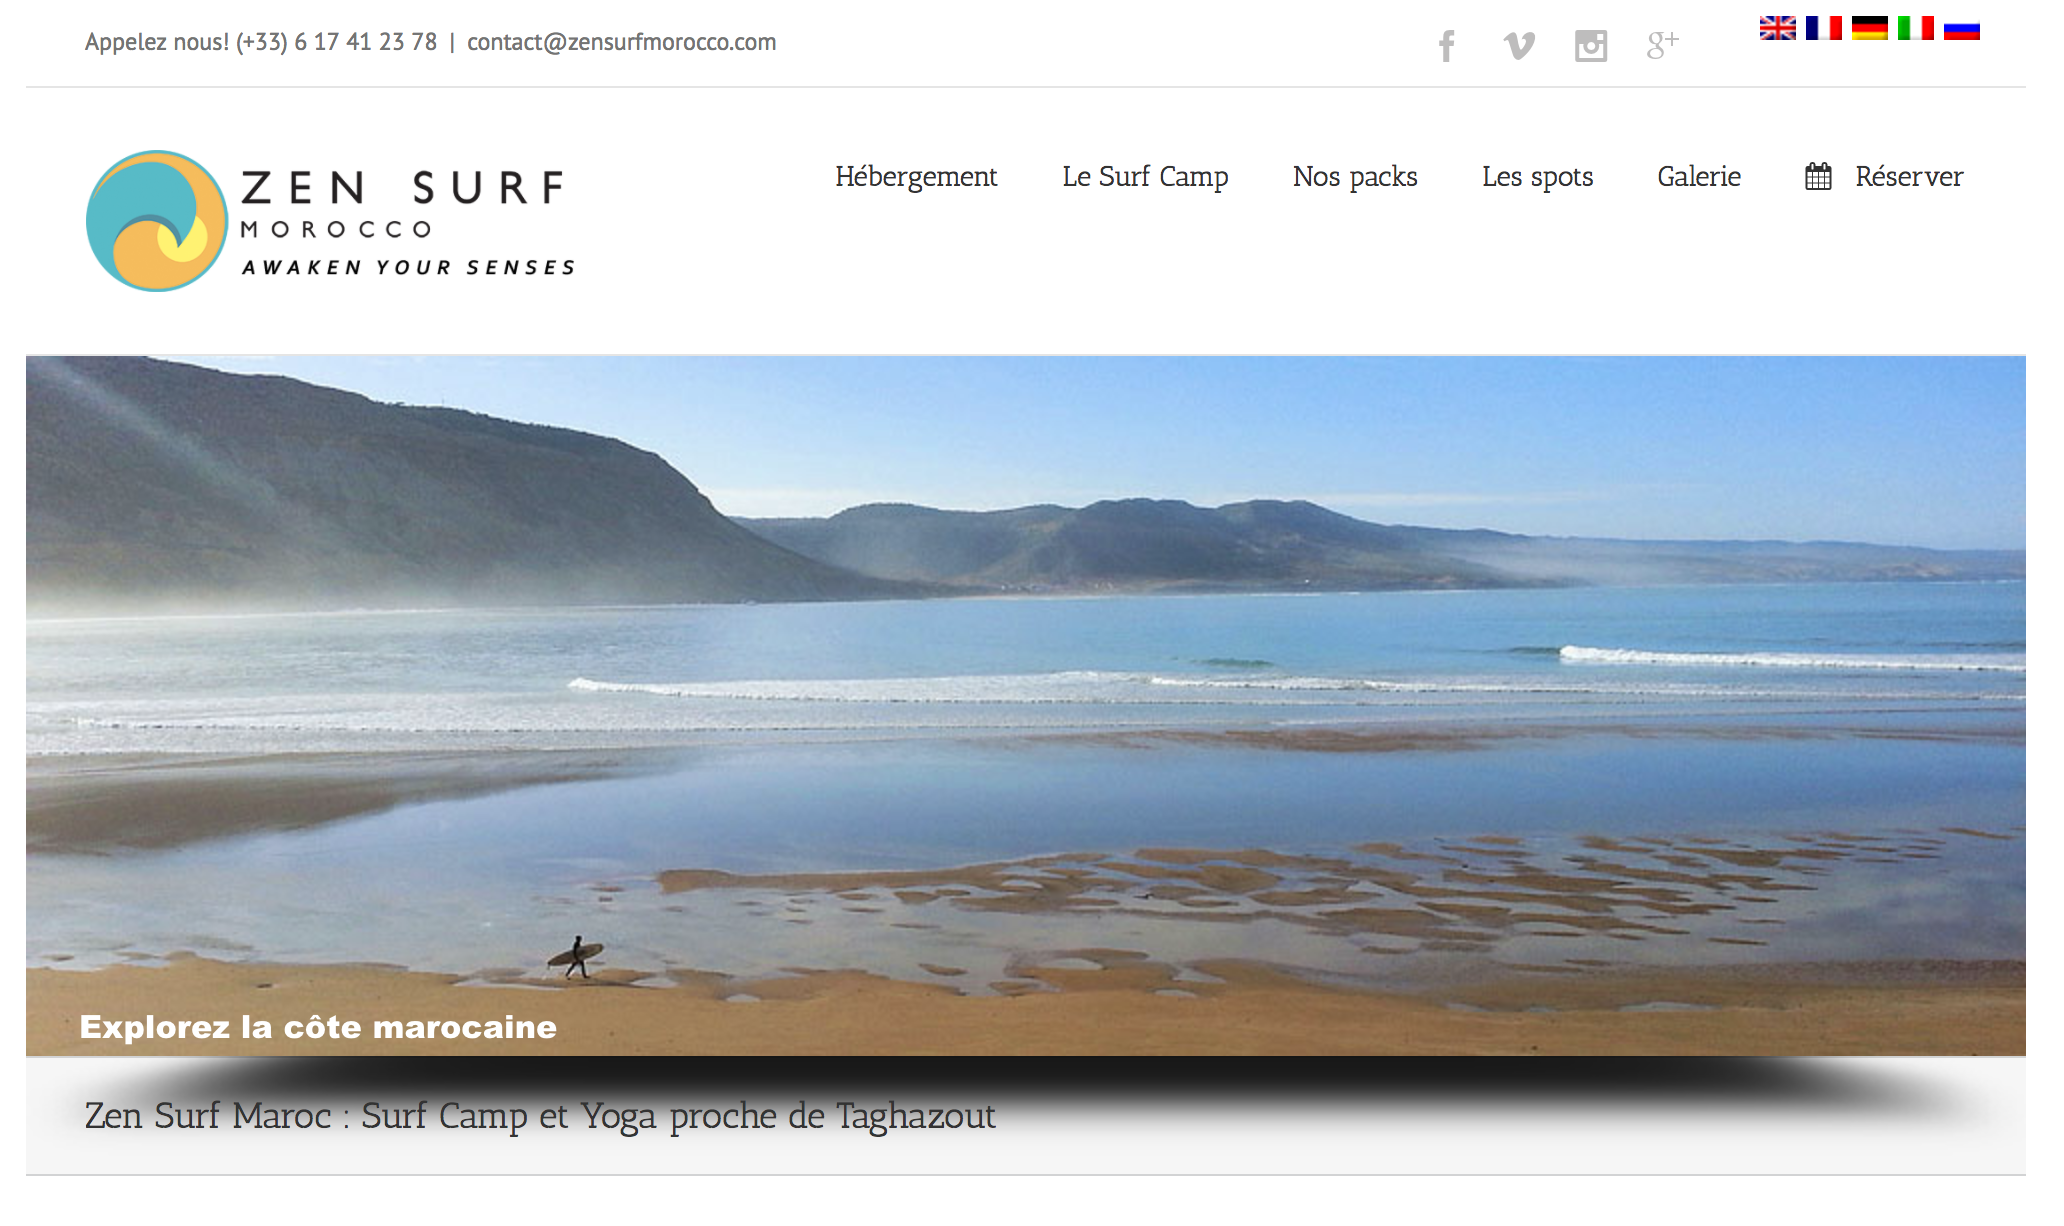 Appelez nous! (+33) 6 17 41 23 78 | contact@zensurfmorocco.com
ZEN SURF
MOROCCO
AWAKEN YOUR SENSES
Hébergement Le Surf Camp Nos packs Les spots Galerie Réserver
Explorez la côte marocaine
Zen Surf Maroc : Surf Camp et Yoga proche de Taghazout